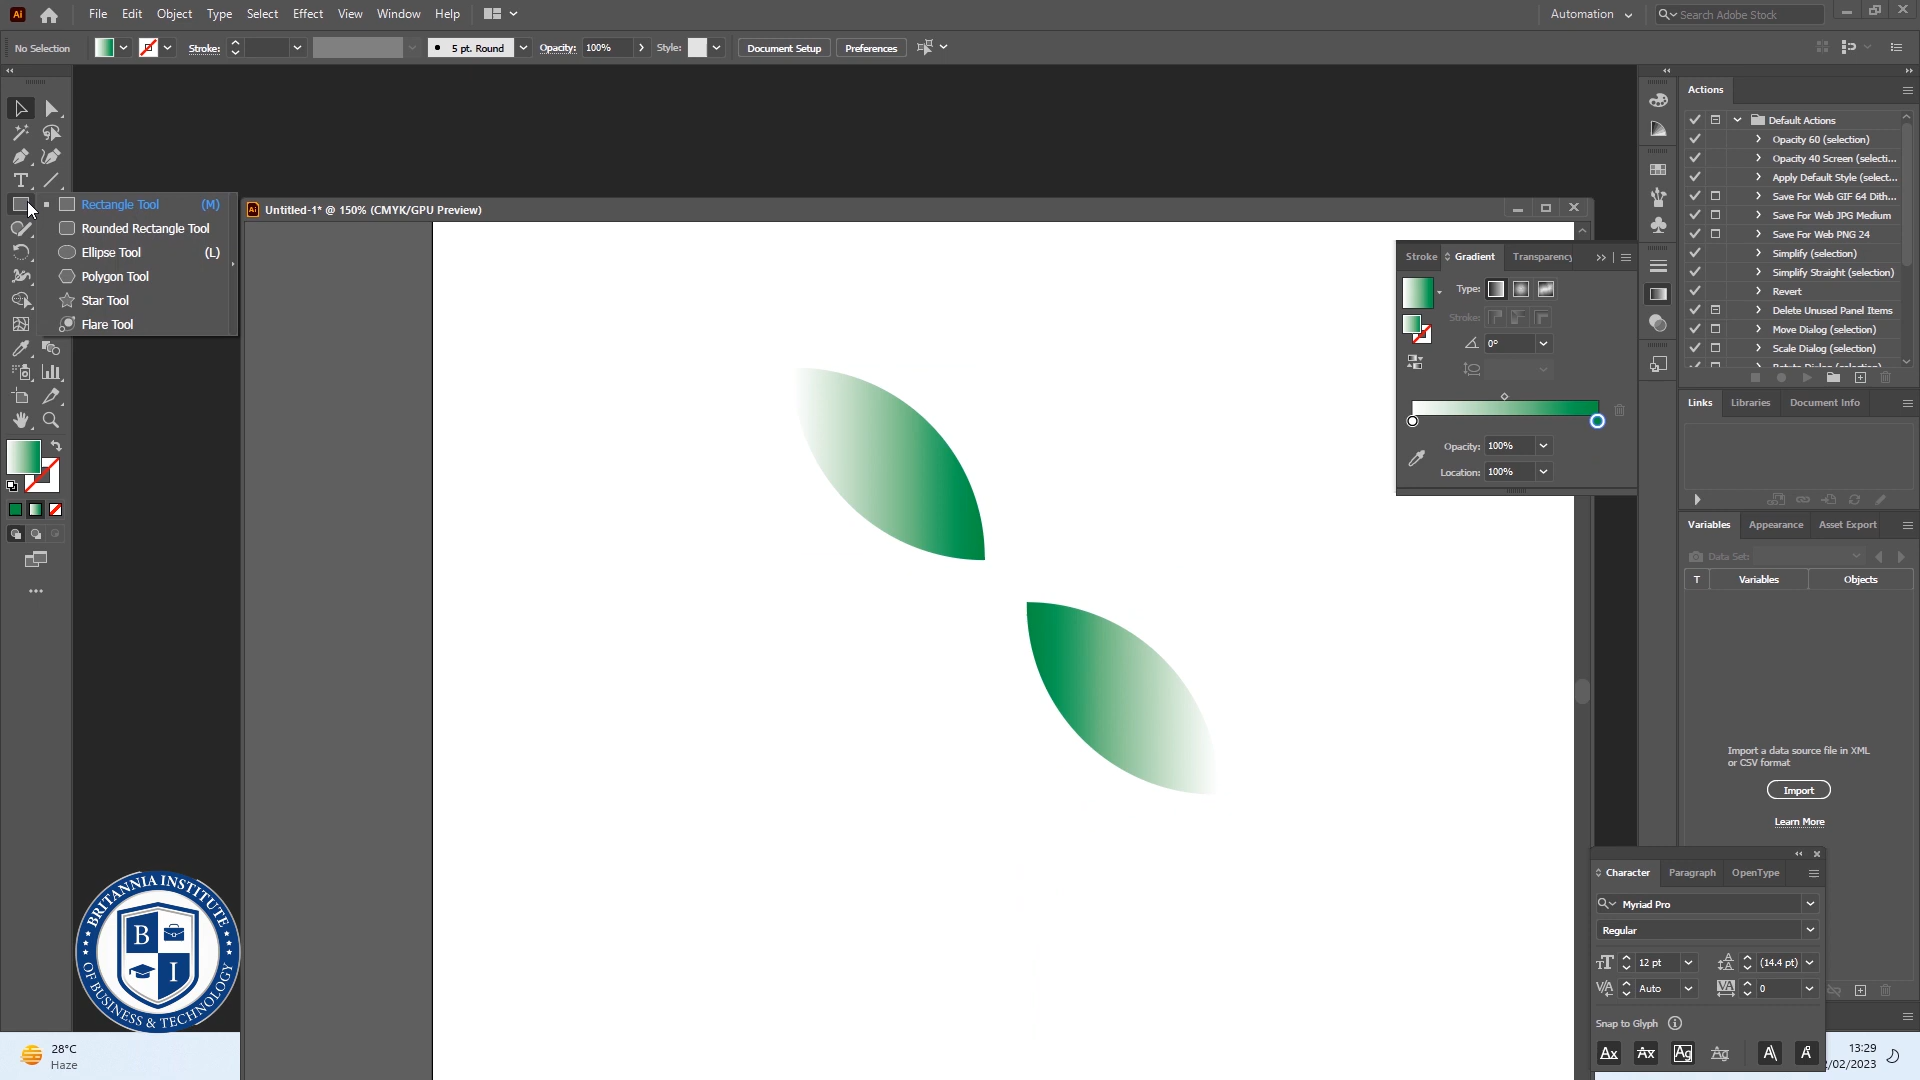 Ai File Edit Object Type Select Effect View Window Help Automation Search Adobe Stock
No Selection Stroke: 5 pt. Round Opacity: 100% Style: Document Setup Preferences
Rectangle Tool (M)
Rounded Rectangle Tool
Ellipse Tool (L)
Polygon Tool
Star Tool
Flare Tool
Untitled-1* @ 150% (CMYK/GPU Preview)
Stroke Gradient Transparency
Type:
Stroke:
0°
Opacity: 100%
Location: 100%
Actions
Default Actions
Opacity 60 (selection)
Opacity 40 Screen (selecti...
Apply Default Style (select...
Save For Web GIF 64 Dith...
Save For Web JPG Medium
Save For Web PNG 24
Simplify (selection)
Simplify Straight (selection)
Revert
Delete Unused Panel Items
Move Dialog (selection)
Scale Dialog (selection)
Links Libraries Document Info
Variables Appearance Asset Export
Data Set:
T Variables Objects
Import a data source file in XML
or CSV format
Import
Learn More
Character Paragraph OpenType
Myriad Pro
Regular
12 pt (14.4 pt)
Auto 0
Snap to Glyph
BRITANNIA INSTITUTE
B I
OF BUSINESS & TECHNOLOGY
28°C
Haze
13:29
/02/2023